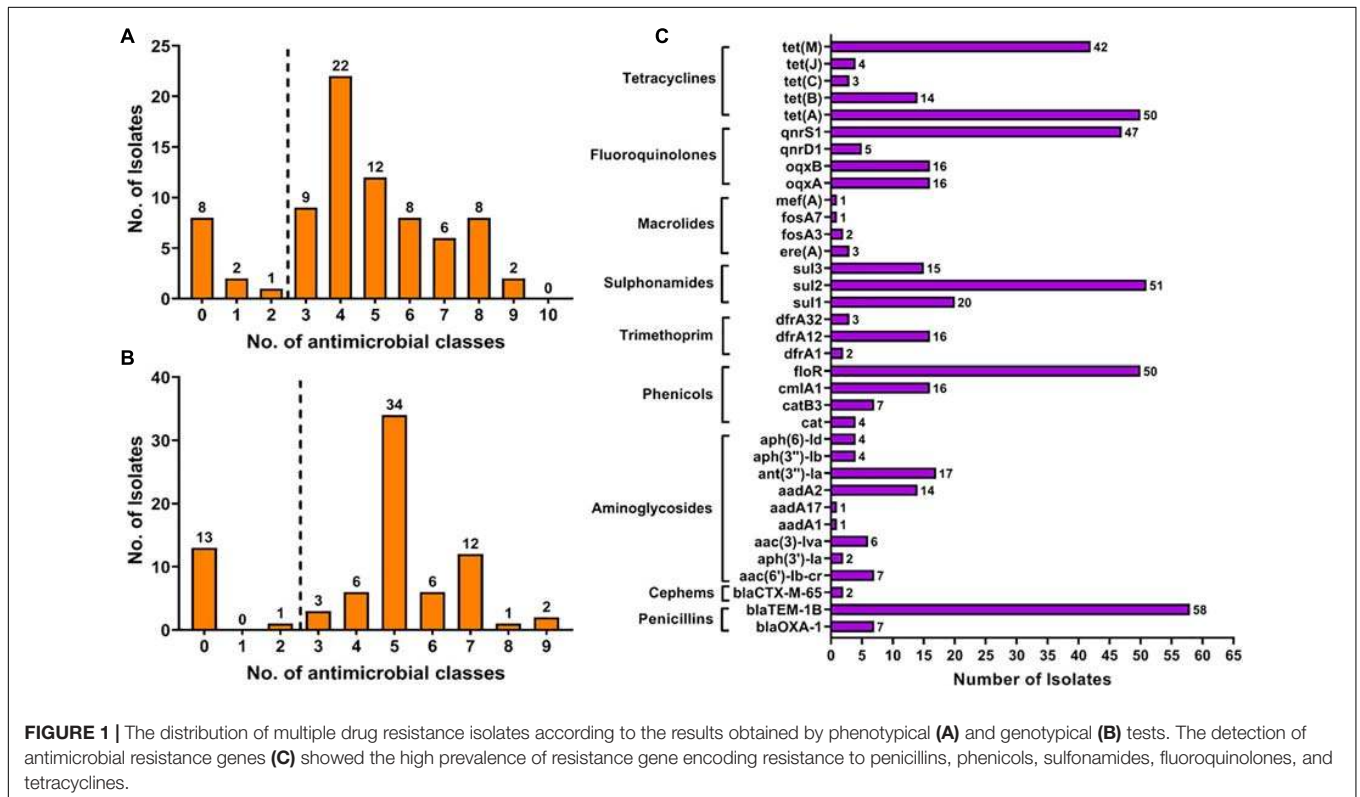 A
No. of Isolates
25
20
15
10
5
0
8
2
1
9
22
12
8
6
8
2
0
0 1 2 3 4 5 6 7 8 9 10
No. of antimicrobial classes
B
No. of Isolates
40
30
20
10
0
13
0
1
3
6
34
6
12
1
2
0 1 2 3 4 5 6 7 8 9
No. of antimicrobial classes
C
Tetracyclines
tet(M) 42
tet(J) 4
tet(C) 3
tet(B) 14
tet(A) 50
Fluoroquinolones
qnrS1 47
qnrD1 5
oqxB 16
oqxA 16
Macrolides
mef(A) 1
fosA7 1
fosA3 2
ere(A) 3
Sulphonamides
sul3 15
sul2 51
sul1 20
Trimethoprim
dfrA32 3
dfrA12 16
dfrA1 2
Phenicols
floR 50
cmlA1 16
catB3 7
cat 4
Aminoglycosides
aph(6)-Id 4
aph(3'')-Ib 4
ant(3'')-Ia 17
aadA2 14
aadA17 1
aadA1 1
aac(3)-Iva 6
aph(3')-Ia 2
aac(6')-Ib-cr 7
Cephems
blaCTX-M-65 2
Penicillins
blaTEM-1B 58
blaOXA-1 7
0 5 10 15 20 25 30 35 40 45 50 55 60 65
Number of Isolates
FIGURE 1 | The distribution of multiple drug resistance isolates according to the results obtained by phenotypical (A) and genotypical (B) tests. The detection of
antimicrobial resistance genes (C) showed the high prevalence of resistance gene encoding resistance to penicillins, phenicols, sulfonamides, fluoroquinolones, and
tetracyclines.